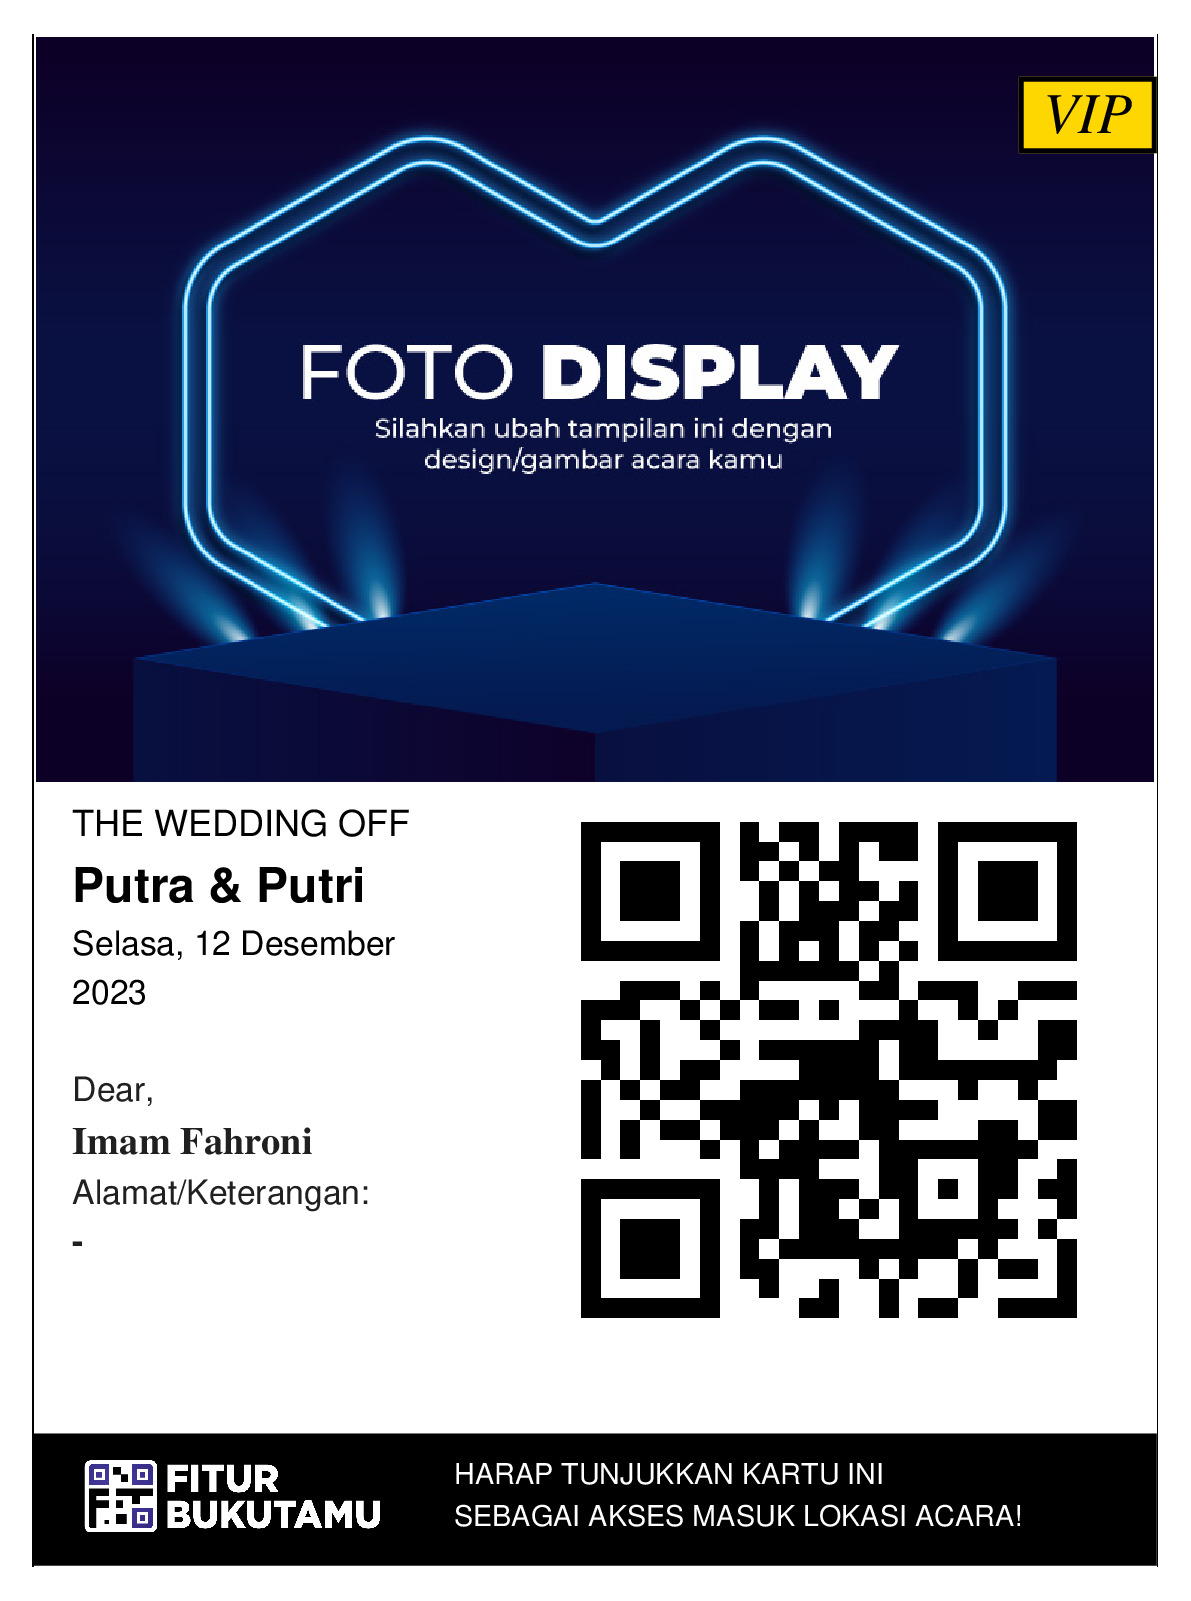 VIP
FOTO DISPLAY
Silahkan ubah tampilan ini dengan
design/gambar acara kamu
THE WEDDING OFF
Putra & Putri
Selasa, 12 Desember
2023
Dear,
Imam Fahroni
Alamat/Keterangan:
-
FITUR
BUKUTAMU
HARAP TUNJUKKAN KARTU INI
SEBAGAI AKSES MASUK LOKASI ACARA!